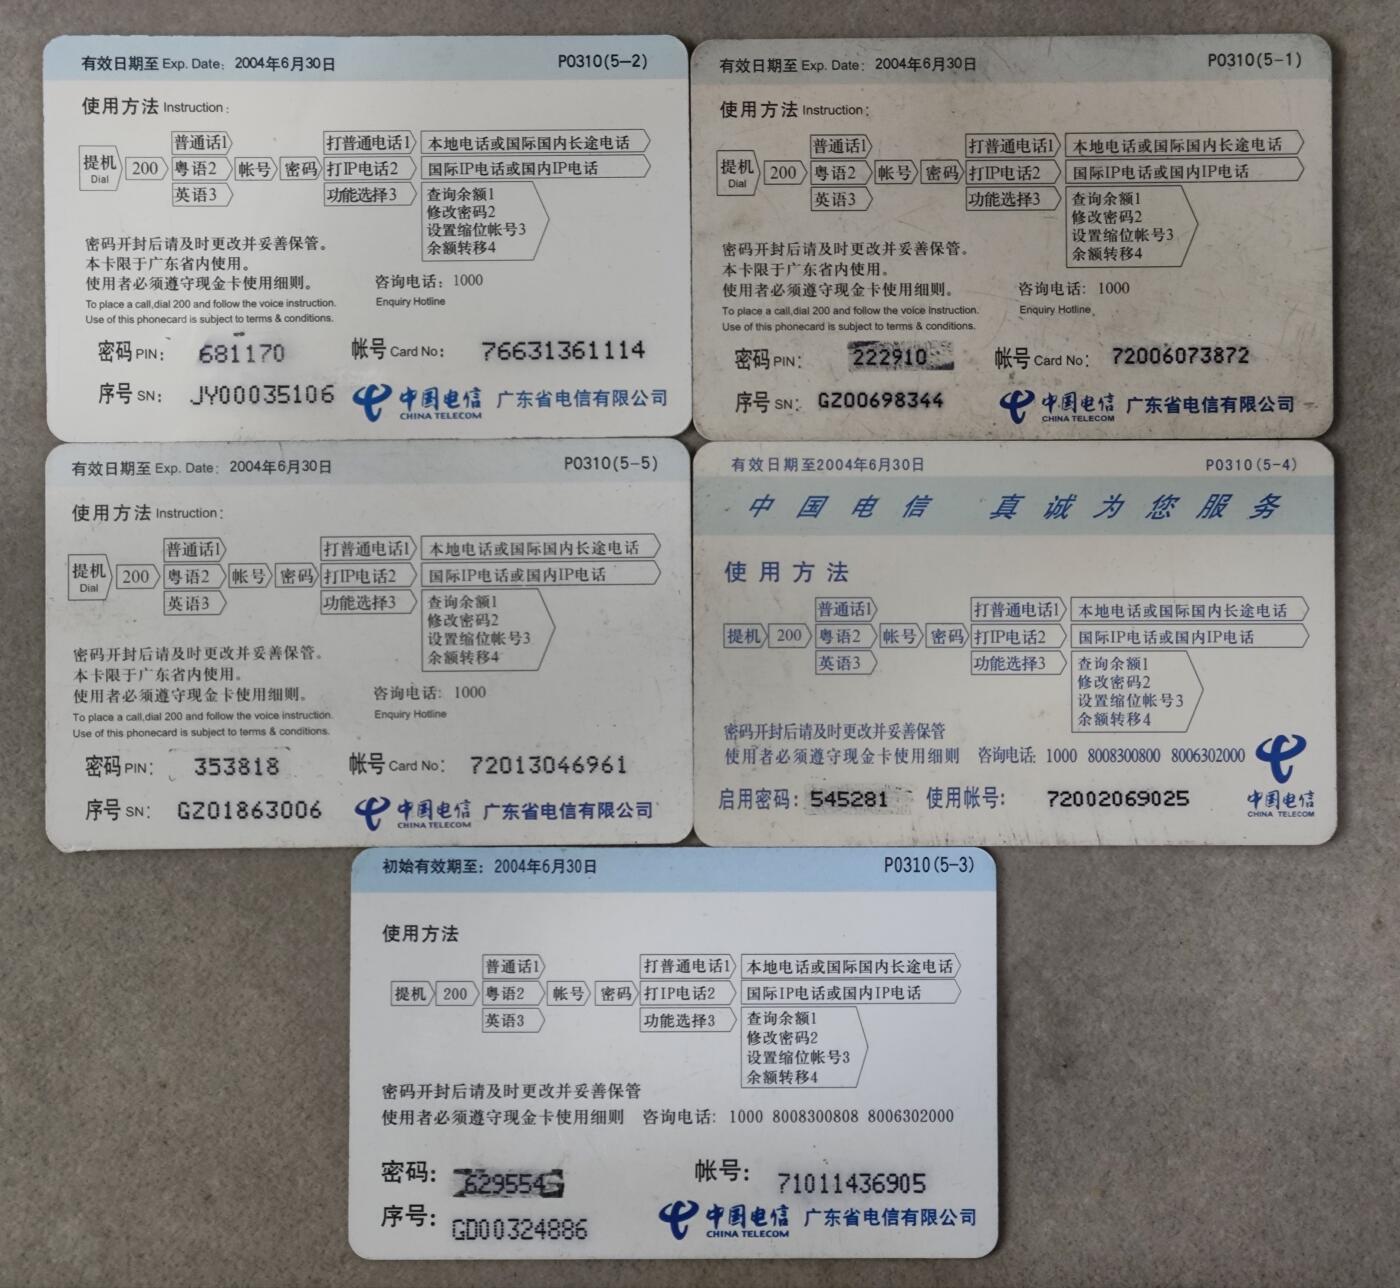 有效日期至 Exp. Date: 2004年6月30日 P0310(5-2)
使用方法 Instruction:
普通话1 打普通电话1 本地电话或国际国内长途电话
提机 Dial 200 粤语2 帐号 密码 打IP电话2 国际IP电话或国内IP电话
英语3 功能选择3 查询余额1
修改密码2
设置缩位帐号3
余额转移4
密码开封后请及时更改并妥善保管。
本卡限于广东省内使用。
使用者必须遵守现金卡使用细则。 咨询电话: 1000
To place a call,dial 200 and follow the voice instruction. Enquiry Hotline
Use of this phonecard is subject to terms & conditions.
密码 PIN: 681170 帐号 Card No: 76631361114
序号 SN: JY00035106 中国电信 CHINA TELECOM 广东省电信有限公司
有效日期至 Exp. Date: 2004年6月30日 P0310(5-1)
使用方法 Instruction:
普通话1 打普通电话1 本地电话或国际国内长途电话
提机 Dial 200 粤语2 帐号 密码 打IP电话2 国际IP电话或国内IP电话
英语3 功能选择3 查询余额1
修改密码2
设置缩位帐号3
余额转移4
密码开封后请及时更改并妥善保管。
本卡限于广东省内使用。
使用者必须遵守现金卡使用细则。 咨询电话: 1000
To place a call,dial 200 and follow the voice Instruction. Enquiry Hotline
Use of this phonecard is subject to terms & conditions.
密码 PIN: 222910 帐号 Card No: 72006073872
序号 SN: GZ00698344 中国电信 CHINA TELECOM 广东省电信有限公司
有效日期至 Exp. Date: 2004年6月30日 P0310(5-5)
使用方法 Instruction:
普通话1 打普通电话1 本地电话或国际国内长途电话
提机 Dial 200 粤语2 帐号 密码 打IP电话2 国际IP电话或国内IP电话
英语3 功能选择3 查询余额1
修改密码2
设置缩位帐号3
余额转移4
密码开封后请及时更改并妥善保管。
本卡限于广东省内使用。
使用者必须遵守现金卡使用细则。 咨询电话: 1000
To place a call,dial 200 and follow the voice instruction. Enquiry Hotline
Use of this phonecard is subject to terms & conditions.
密码 PIN: 353818 帐号 Card No: 72013046961
序号 SN: GZ01863006 中国电信 CHINA TELECOM 广东省电信有限公司
有效日期至2004年6月30日 P0310(5-4)
中国电信 真诚为您服务
使用方法
普通话1 打普通电话1 本地电话或国际国内长途电话
提机 200 粤语2 帐号 密码 打IP电话2 国际IP电话或国内IP电话
英语3 功能选择3 查询余额1
修改密码2
设置缩位帐号3
余额转移4
密码开封后请及时更改并妥善保管
使用者必须遵守现金卡使用细则 咨询电话: 1000 8008300800 8006302000
启用密码: 545281 使用帐号: 72002069025 中国电信
CHINA TELECOM
初始有效期至: 2004年6月30日 P0310(5-3)
使用方法
普通话1 打普通电话1 本地电话或国际国内长途电话
提机 200 粤语2 帐号 密码 打IP电话2 国际IP电话或国内IP电话
英语3 功能选择3 查询余额1
修改密码2
设置缩位帐号3
余额转移4
密码开封后请及时更改并妥善保管
使用者必须遵守现金卡使用细则 咨询电话: 1000 8008300808 8006302000
密码: 629554 帐号: 71011436905
序号: GD00324886 中国电信 CHINA TELECOM 广东省电信有限公司